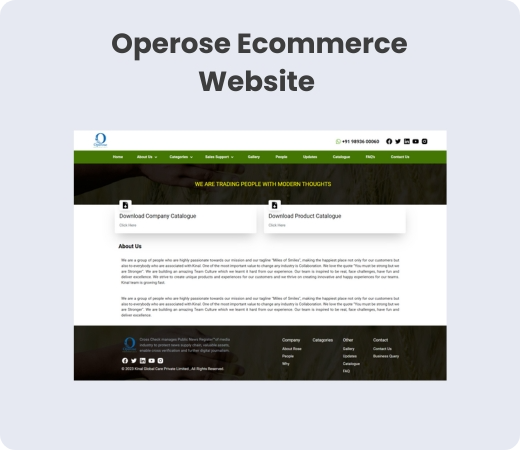 Operose Ecommerce
Website
+91 98936 00060
Home About Us Categories Sales Support Gallery People Updates Catalogue FAQs Contact Us
WE ARE TRADING PEOPLE WITH MODERN THOUGHTS
Download Company Catalogue
Click Here
Download Product Catalogue
Click Here
About Us
We are a group of people who are highly passionate towards our mission and our tagline "Miles of Smiles", making the happiest place not only for our customers but
also to everybody who are associated with Kinal. One of the most important value to change any industry is Collaboration. We love the quote "You must be strong but we
are Stronger". We are building an amazing Team Culture which we learnt it hard from our experience. Our team is inspired to be real, face challenges, have fun and
deliver excellence. We strive to create unique products and experiences for our customers and we thrive on creating innovative and happy experiences for our teams.
Kinal team is growing fast.
We are a group of people who are highly passionate towards our mission and our tagline "Miles of Smiles", making the happiest place not only for our customers but
also to everybody who are associated with Kinal. One of the most important value to change any industry is Collaboration. We love the quote "You must be strong but we
are Stronger". We are building an amazing Team Culture which we learnt it hard from our experience. Our team is inspired to be real, face challenges, have fun and
deliver excellence.
Company Categories Other Contact
About Ross
People
Why
Gallery
Updates
Catalogue
FAQ
Contact Us
Business Query
© 2023 Kinal Global Care Private Limited . All Rights Reserved.